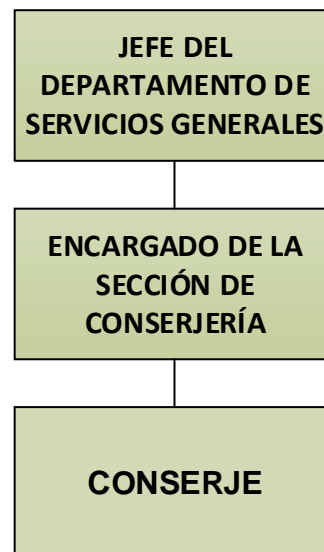 JEFE DEL
DEPARTAMENTO DE
SERVICIOS GENERALES
ENCARGADO DE LA
SECCIÓN DE
CONSERJERÍA
CONSERJE